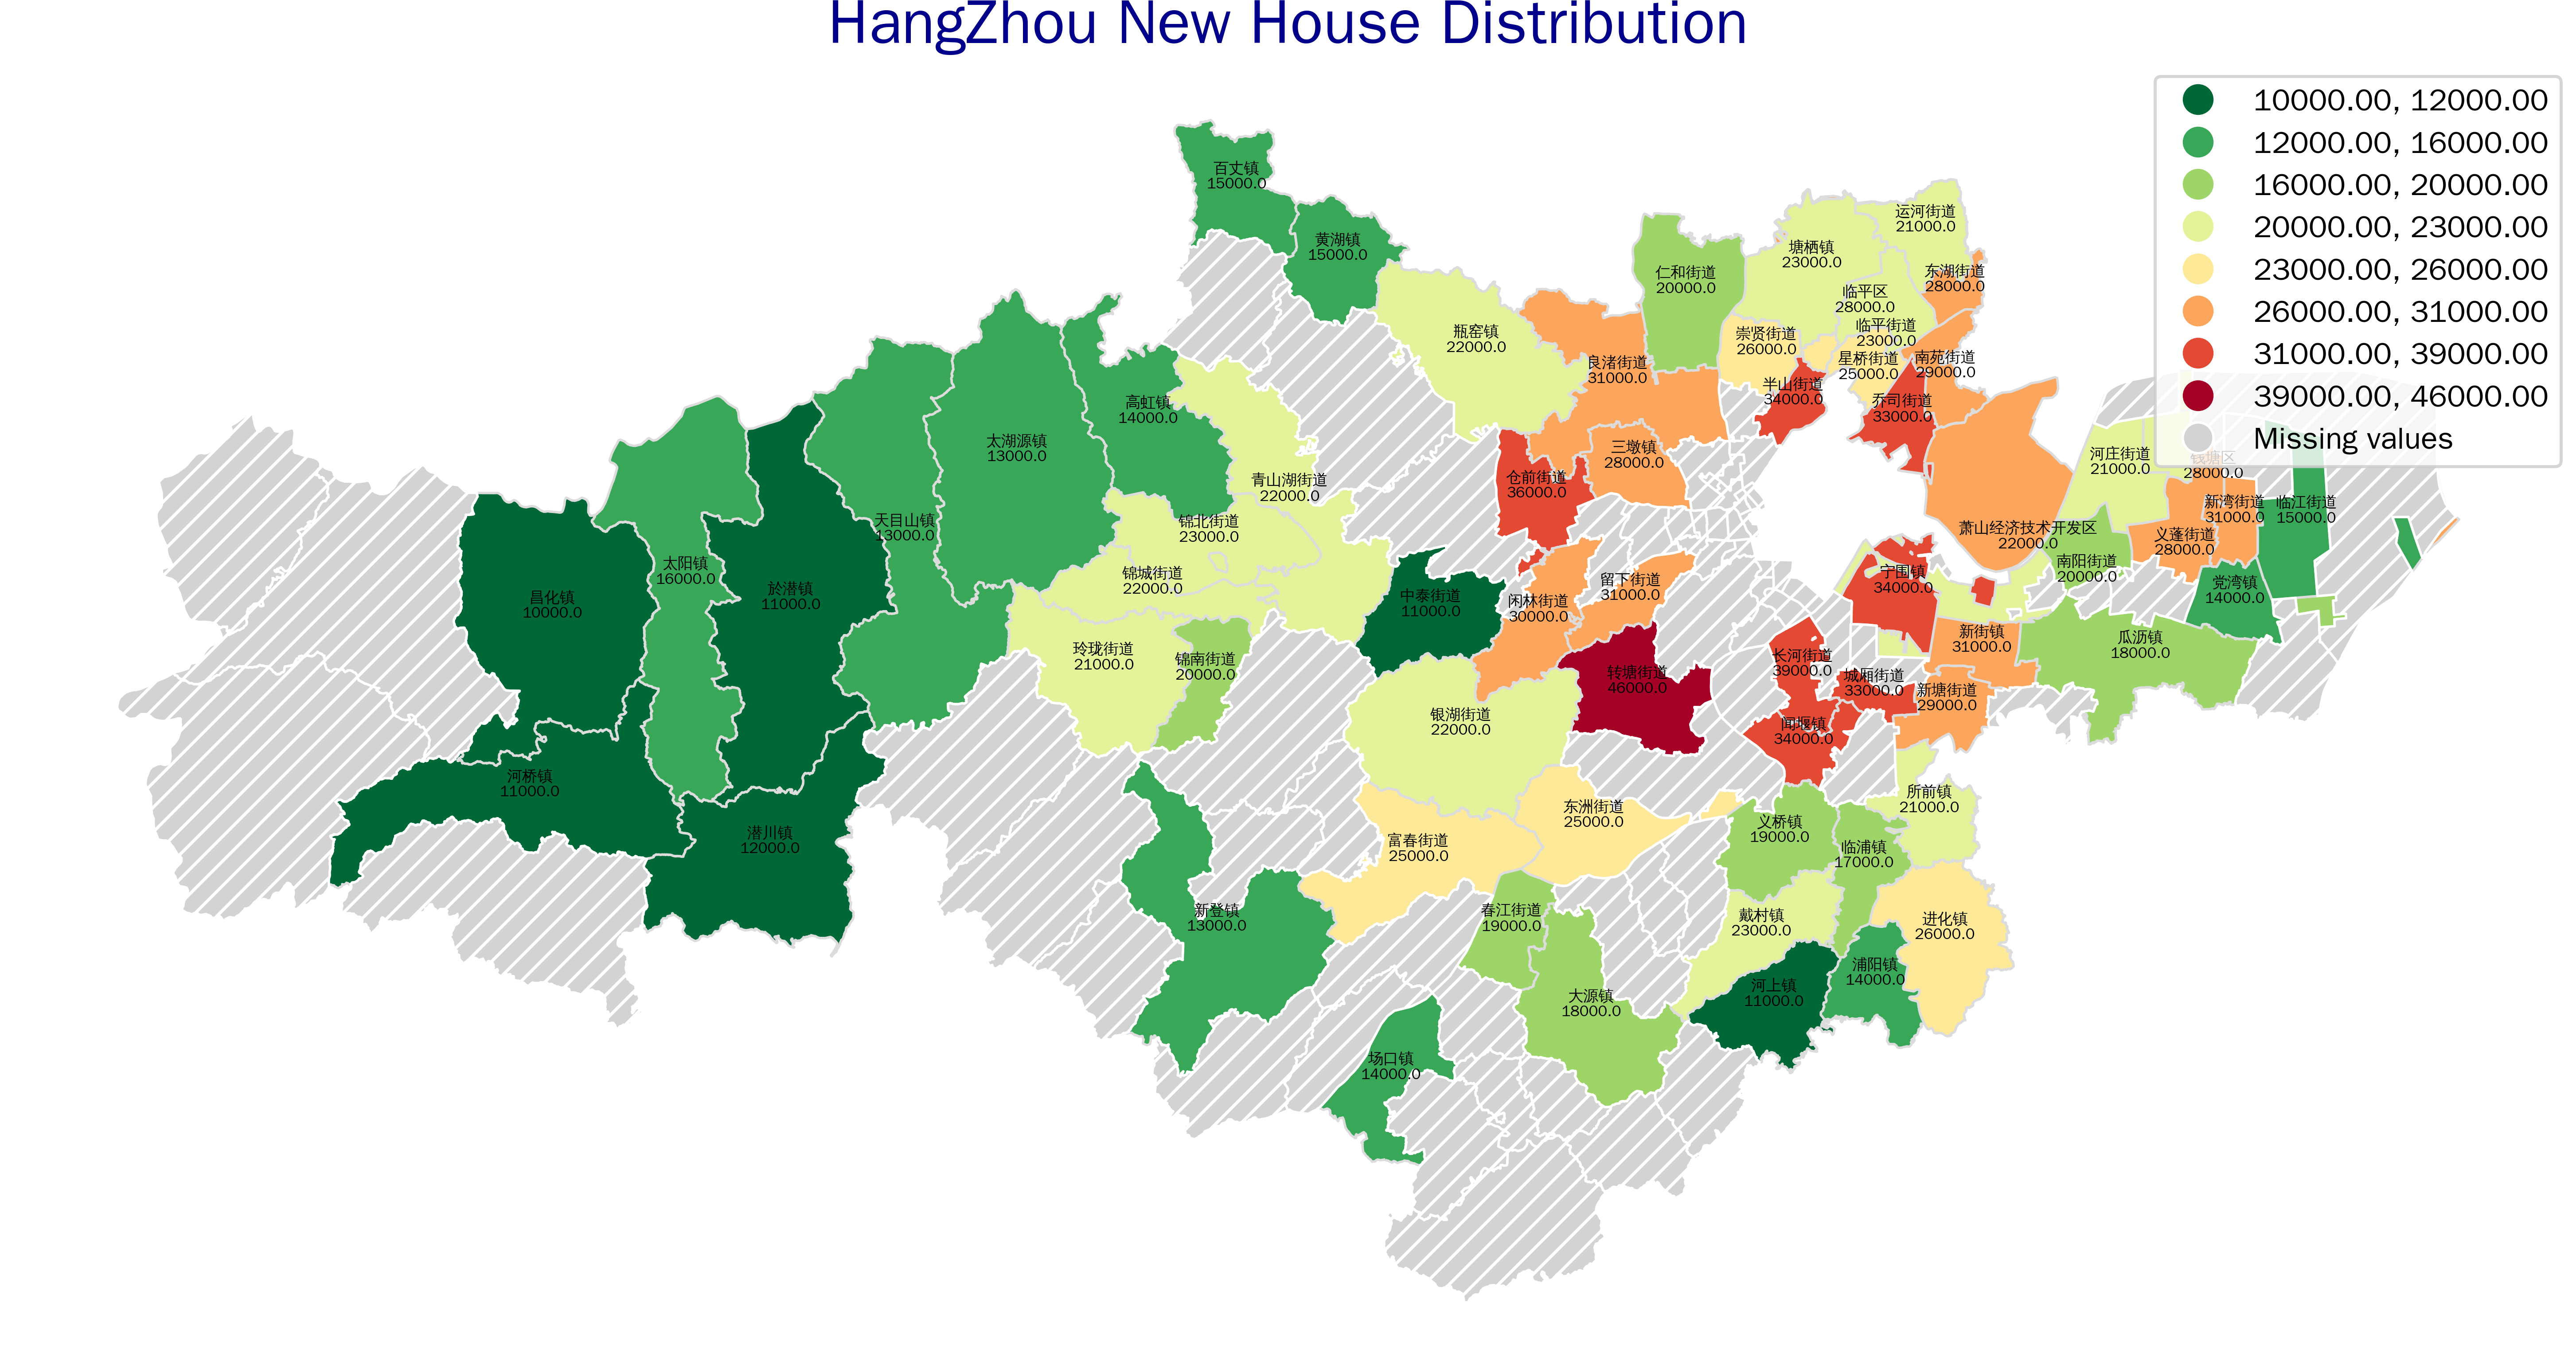 HangZhou New House Distribution
10000.00, 12000.00
12000.00, 16000.00
16000.00, 20000.00
20000.00, 23000.00
23000.00, 26000.00
26000.00, 31000.00
31000.00, 39000.00
39000.00, 46000.00
Missing values
百丈镇
15000.0
黄湖镇
15000.0
运河街道
21000.0
塘栖镇
23000.0
仁和街道
20000.0
东湖街道
28000.0
临平区
28000.0
临平街道
23000.0
崇贤街道
26000.0
瓶窑镇
22000.0
星桥街道
25000.0
南苑街道
29000.0
良渚街道
31000.0
半山街道
34000.0
乔司街道
33000.0
高虹镇
14000.0
太湖源镇
13000.0
三墩镇
28000.0
河庄街道
21000.0
28000.0
仓前街道
36000.0
青山湖街道
22000.0
新湾街道
31000.0
临江街道
15000.0
天目山镇
13000.0
锦北街道
23000.0
萧山经济技术开发区
22000.0
义蓬街道
28000.0
太阳镇
16000.0
南阳街道
20000.0
宁围镇
34000.0
锦城街道
22000.0
留下街道
31000.0
党湾镇
14000.0
於潜镇
11000.0
昌化镇
10000.0
中泰街道
11000.0
闲林街道
30000.0
新街镇
31000.0
瓜沥镇
18000.0
玲珑街道
21000.0
锦南街道
20000.0
长河街道
39000.0
转塘街道
46000.0
城厢街道
33000.0
新塘街道
29000.0
银湖街道
22000.0
闻堰镇
34000.0
河桥镇
11000.0
所前镇
21000.0
东洲街道
25000.0
义桥镇
19000.0
潜川镇
12000.0
富春街道
25000.0
临浦镇
17000.0
新登镇
13000.0
春江街道
19000.0
戴村镇
23000.0
进化镇
26000.0
浦阳镇
14000.0
河上镇
11000.0
大源镇
18000.0
场口镇
14000.0